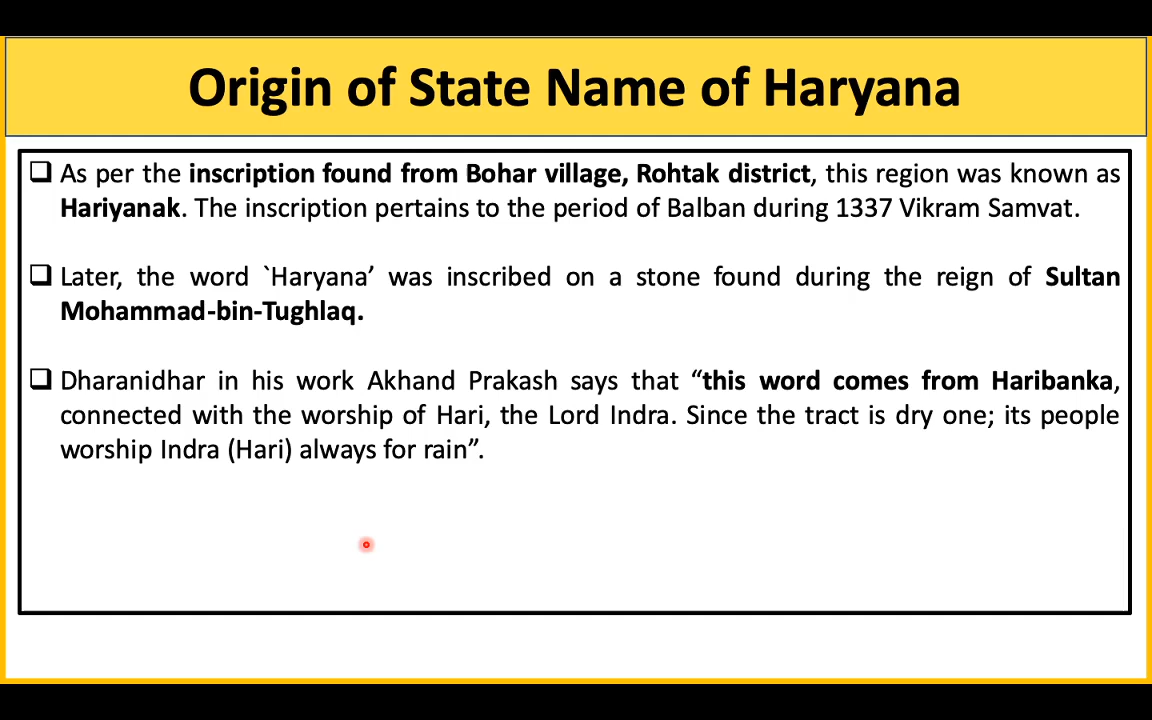 Origin of State Name of Haryana
❑ As per the inscription found from Bohar village, Rohtak district, this region was known as
Hariyanak. The inscription pertains to the period of Balban during 1337 Vikram Samvat.
❑ Later, the word `Haryana’ was inscribed on a stone found during the reign of Sultan
Mohammad-bin-Tughlaq.
❑ Dharanidhar in his work Akhand Prakash says that “this word comes from Haribanka,
connected with the worship of Hari, the Lord Indra. Since the tract is dry one; its people
worship Indra (Hari) always for rain”.